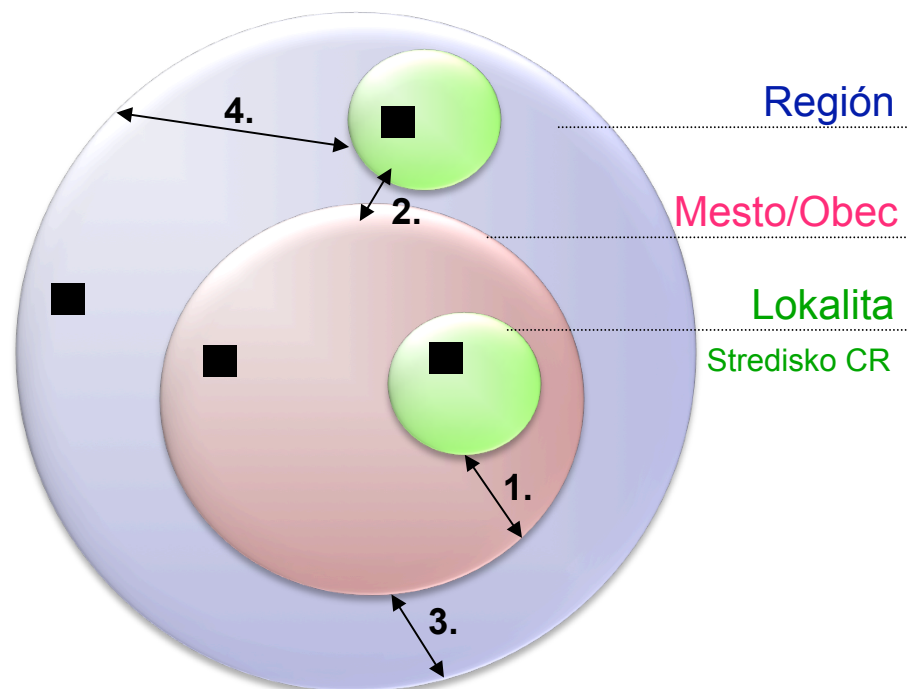 4.
Región
2.
Mesto/Obec
Lokalita
Stredisko CR
1.
3.